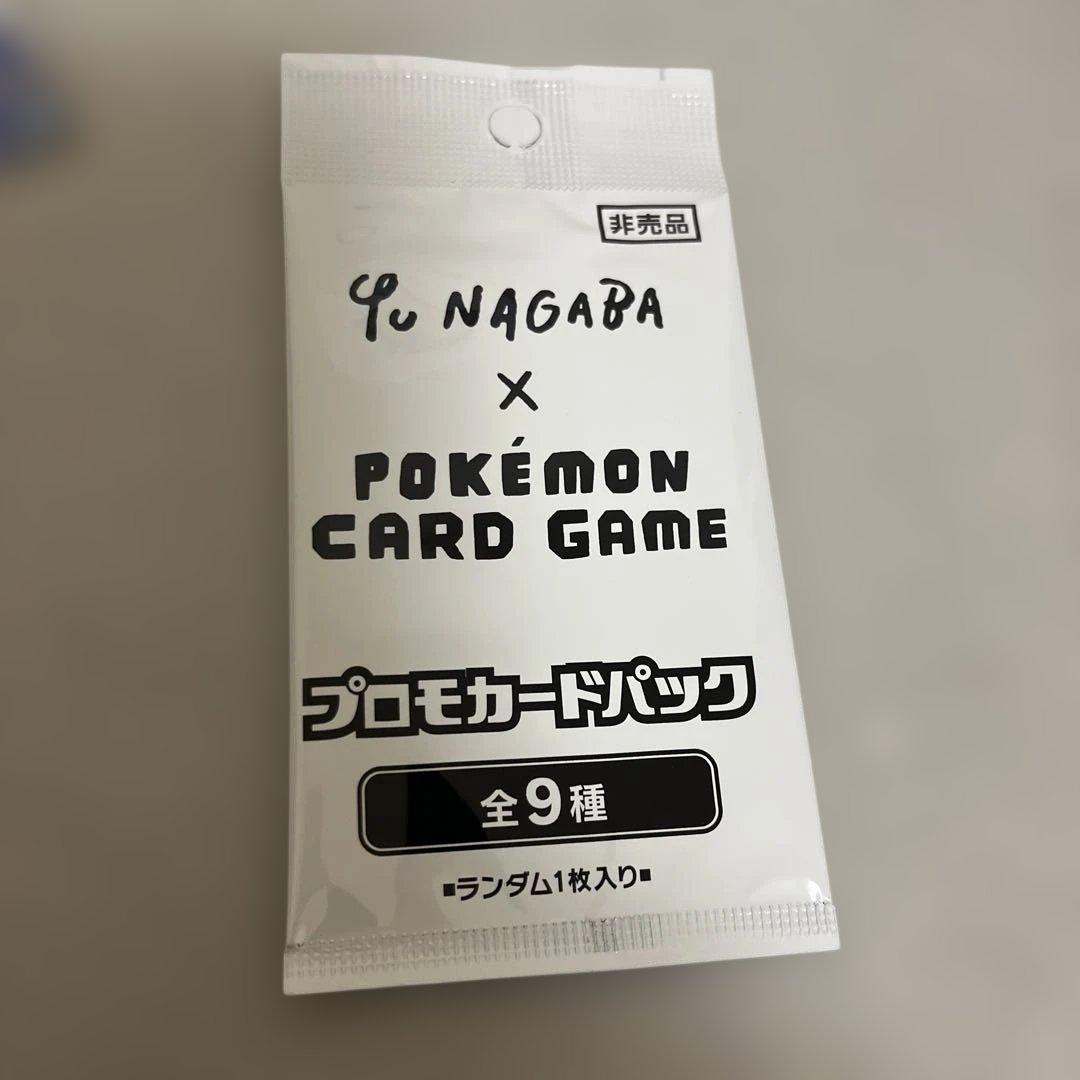 非売品
Yu NAGABA
×
POKÉMON
CARD GAME
プロモカードパック
全9種
■ランダム1枚入り■